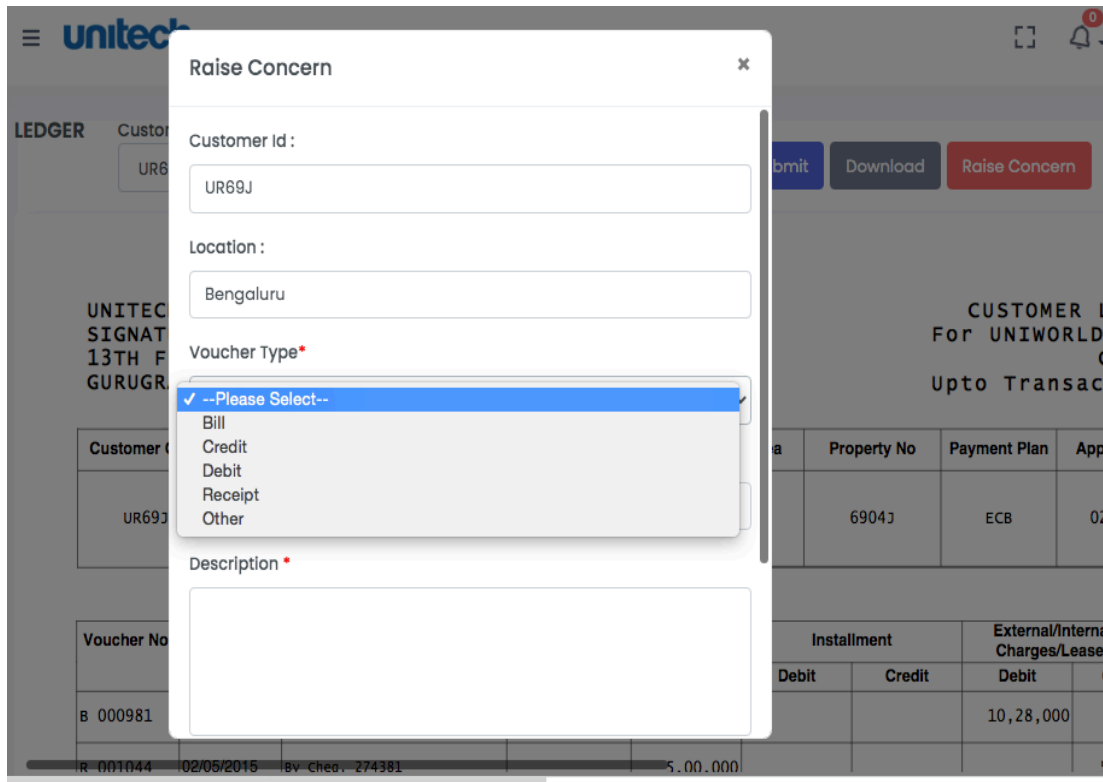 unitech
0
Raise Concern
×
LEDGER
Customer Id :
UR69J
Download
Raise Concern
Location :
Bengaluru
Voucher Type*
✓ --Please Select--
Bill
Credit
Debit
Receipt
Other
Description *
UNITEC
SIGNAT
13TH F
GURUGR
CUSTOMER L
For UNIWORLD
Upto Transac
Customer
Property No
Payment Plan
App
UR69J
6904J
ECB
02
Voucher No
Installment
External/Interna
Charges/Lease
Debit
Credit
Debit
B 000981
10,28,000
R 001044
02/05/2015
By Cheq. 274381
5,00,000